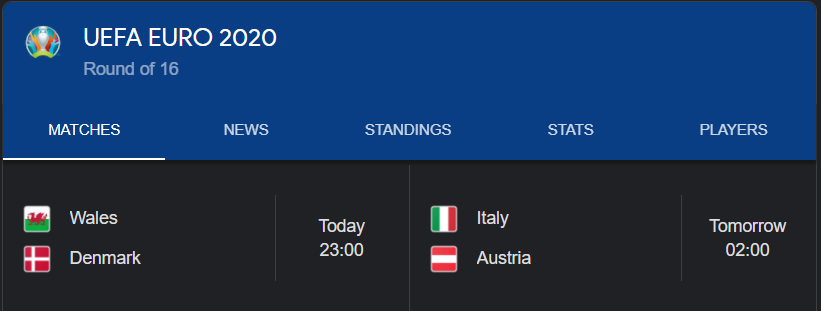 UEFA EURO 2020
Round of 16
MATCHES NEWS STANDINGS STATS PLAYERS
Wales
Denmark
Today
23:00
Italy
Austria
Tomorrow
02:00